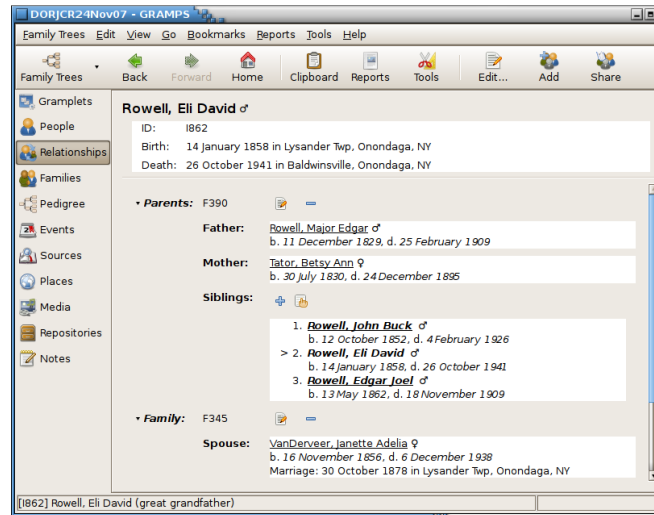 DORJCR24Nov07 - GRAMPS
Family Trees Edit View Go Bookmarks Reports Tools Help
Family Trees Back Forward Home Clipboard Reports Tools Edit... Add Share
Gramplets
People
Relationships
Families
Pedigree
Events
Sources
Places
Media
Repositories
Notes
Rowell, Eli David ♂
ID: I862
Birth: 14 January 1858 in Lysander Twp, Onondaga, NY
Death: 26 October 1941 in Baldwinsville, Onondaga, NY
Parents: F390
Father: Rowell, Major Edgar ♂
b. 11 December 1829, d. 25 February 1909
Mother: Tator, Betsy Ann ♀
b. 30 July 1830, d. 24 December 1895
Siblings:
1. Rowell, John Buck ♂
b. 12 October 1852, d. 4 February 1926
> 2. Rowell, Eli David ♂
b. 14 January 1858, d. 26 October 1941
3. Rowell, Edgar Joel ♂
b. 13 May 1862, d. 18 November 1909
Family: F345
Spouse: VanDerveer, Janette Adelia ♀
b. 16 November 1856, d. 6 December 1938
Marriage: 30 October 1878 in Lysander Twp, Onondaga, NY
[I862] Rowell, Eli David (great grandfather)